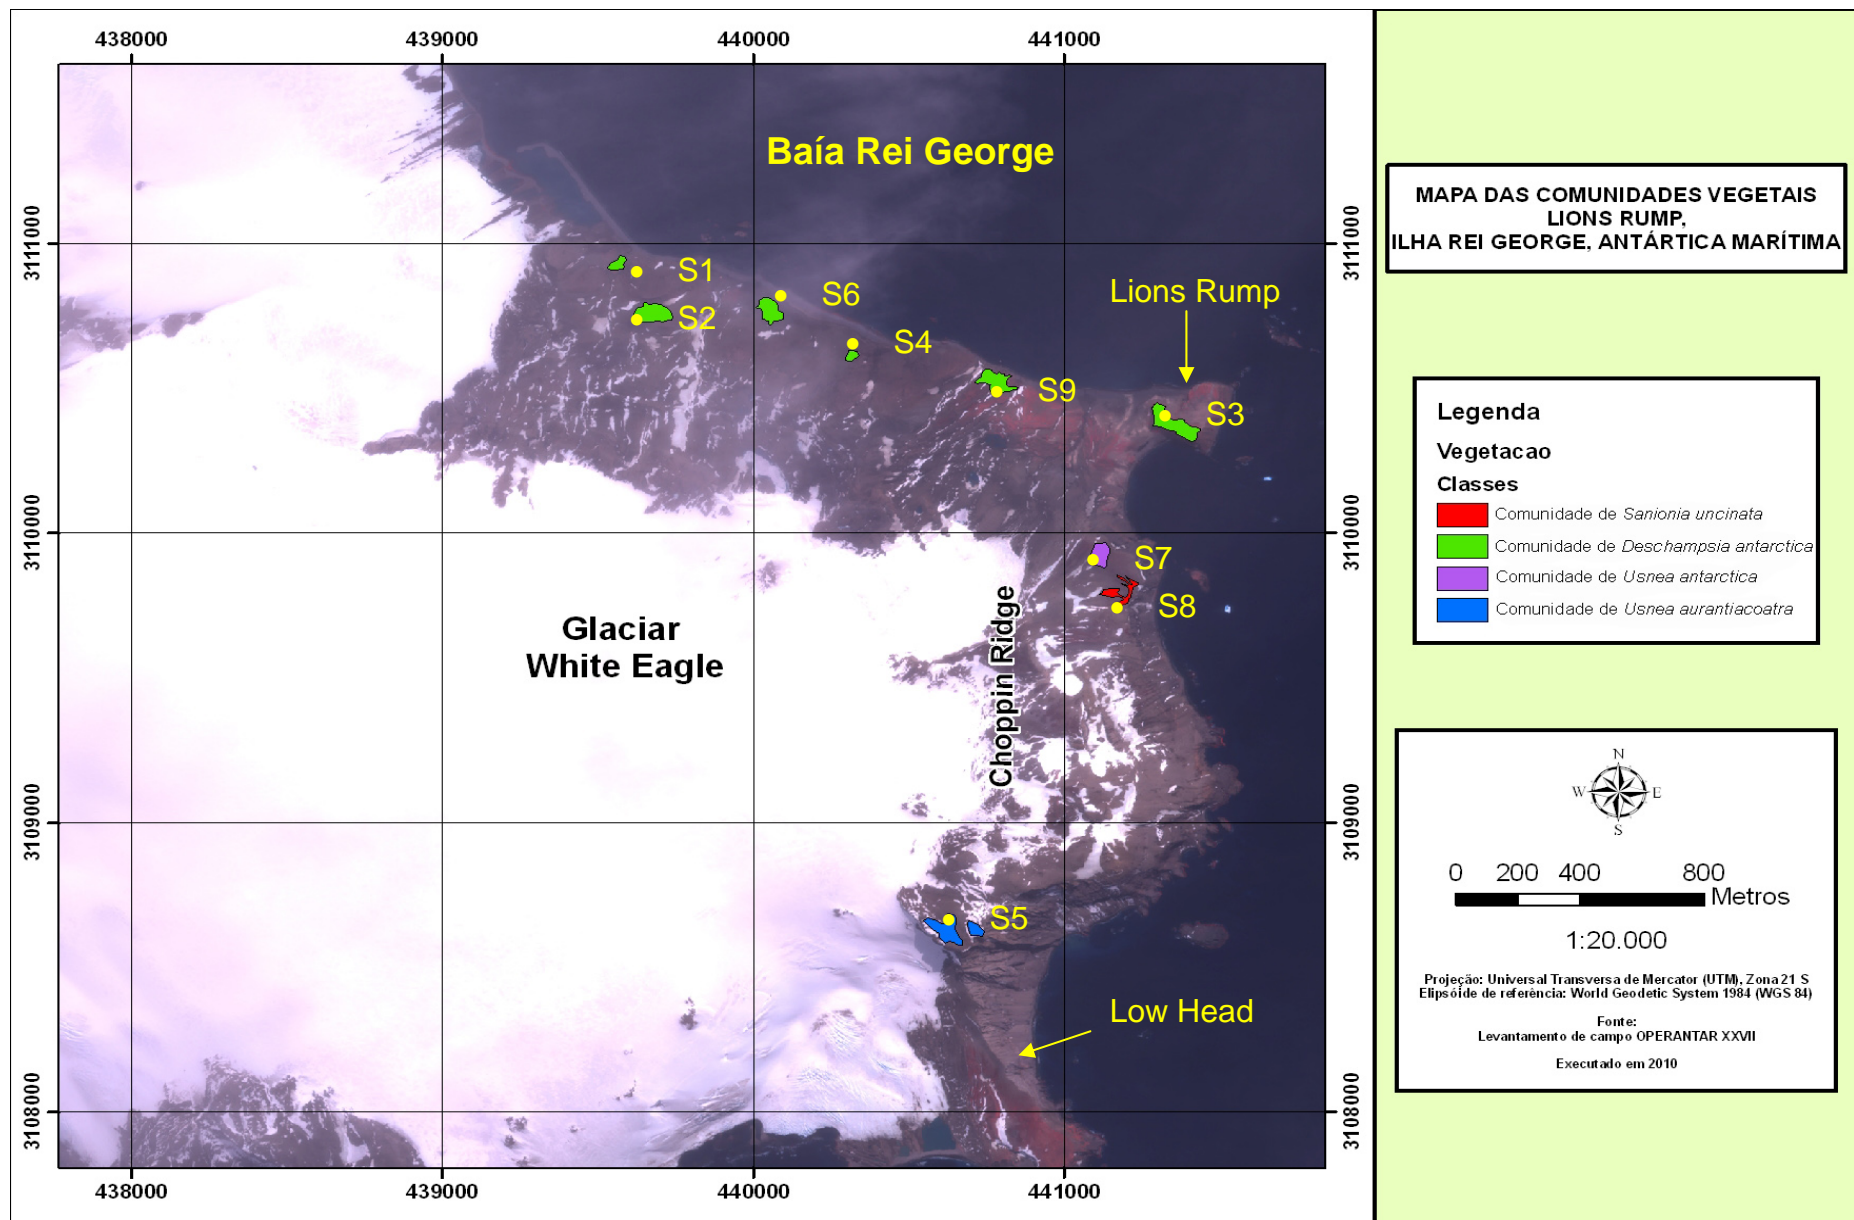 438000
439000
440000
441000
Baía Rei George
3111000
3111000
S1
S2
S6
S4
S9
Lions Rump
S3
3110000
3110000
S7
S8
Glaciar
White Eagle
Choppin Ridge
3109000
3109000
S5
Low Head
3108000
3108000
438000
439000
440000
441000
MAPA DAS COMUNIDADES VEGETAIS
LIONS RUMP,
ILHA REI GEORGE, ANTÁRTICA MARÍTIMA
Legenda
Vegetacao
Classes
Comunidade de Sanionia uncinata
Comunidade de Deschampsia antarctica
Comunidade de Usnea antarctica
Comunidade de Usnea aurantiacoatra
N
W E
S
0 200 400 800
Metros
1:20.000
Projeção: Universal Transversa de Mercator (UTM), Zona 21 S
Elipsóide de referência: World Geodetic System 1984 (WGS 84)
Fonte:
Levantamento de campo OPERANTAR XXVII
Executado em 2010